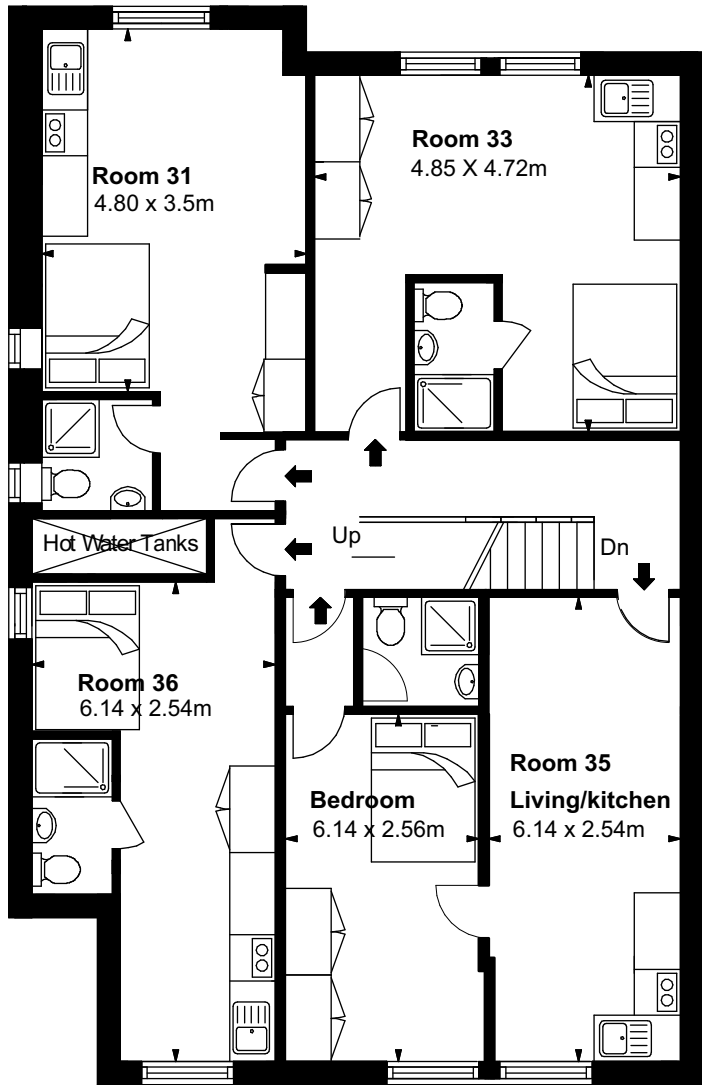 Room 31
4.80 x 3.5m
Room 33
4.85 X 4.72m
Hot Water Tanks
Up
Dn
Room 36
6.14 x 2.54m
Bedroom
6.14 x 2.56m
Room 35
Living/kitchen
6.14 x 2.54m